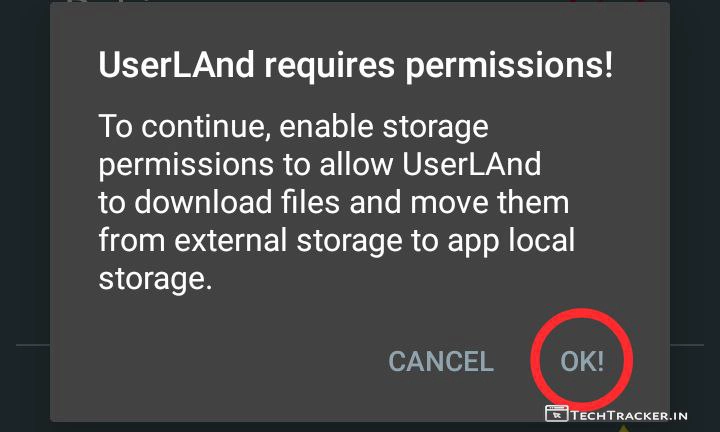 UserLAnd requires permissions!
To continue, enable storage
permissions to allow UserLAnd
to download files and move them
from external storage to app local
storage.
CANCEL OK!
TECHTRACKER.IN